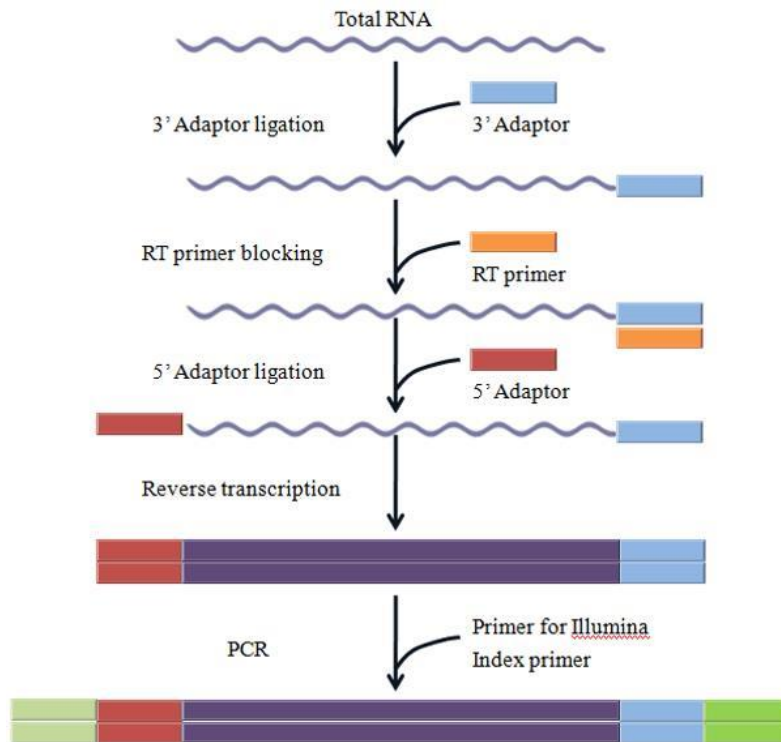 Total RNA
3’ Adaptor ligation
3’ Adaptor
RT primer blocking
RT primer
5’ Adaptor ligation
5’ Adaptor
Reverse transcription
PCR
Primer for Illumina
Index primer